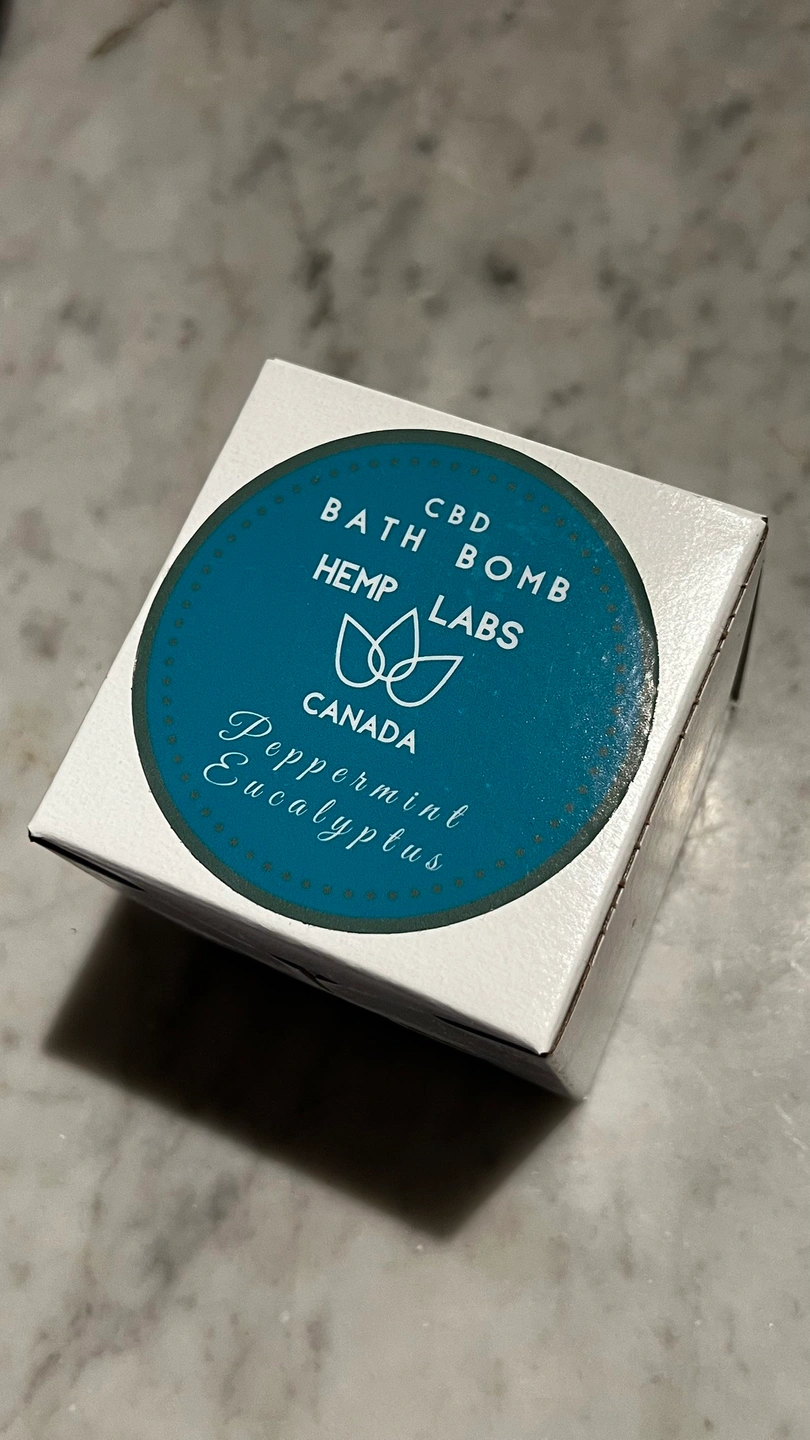 CBD
BATH BOMB
HEMP LABS
CANADA
Peppermint
Eucalyptus